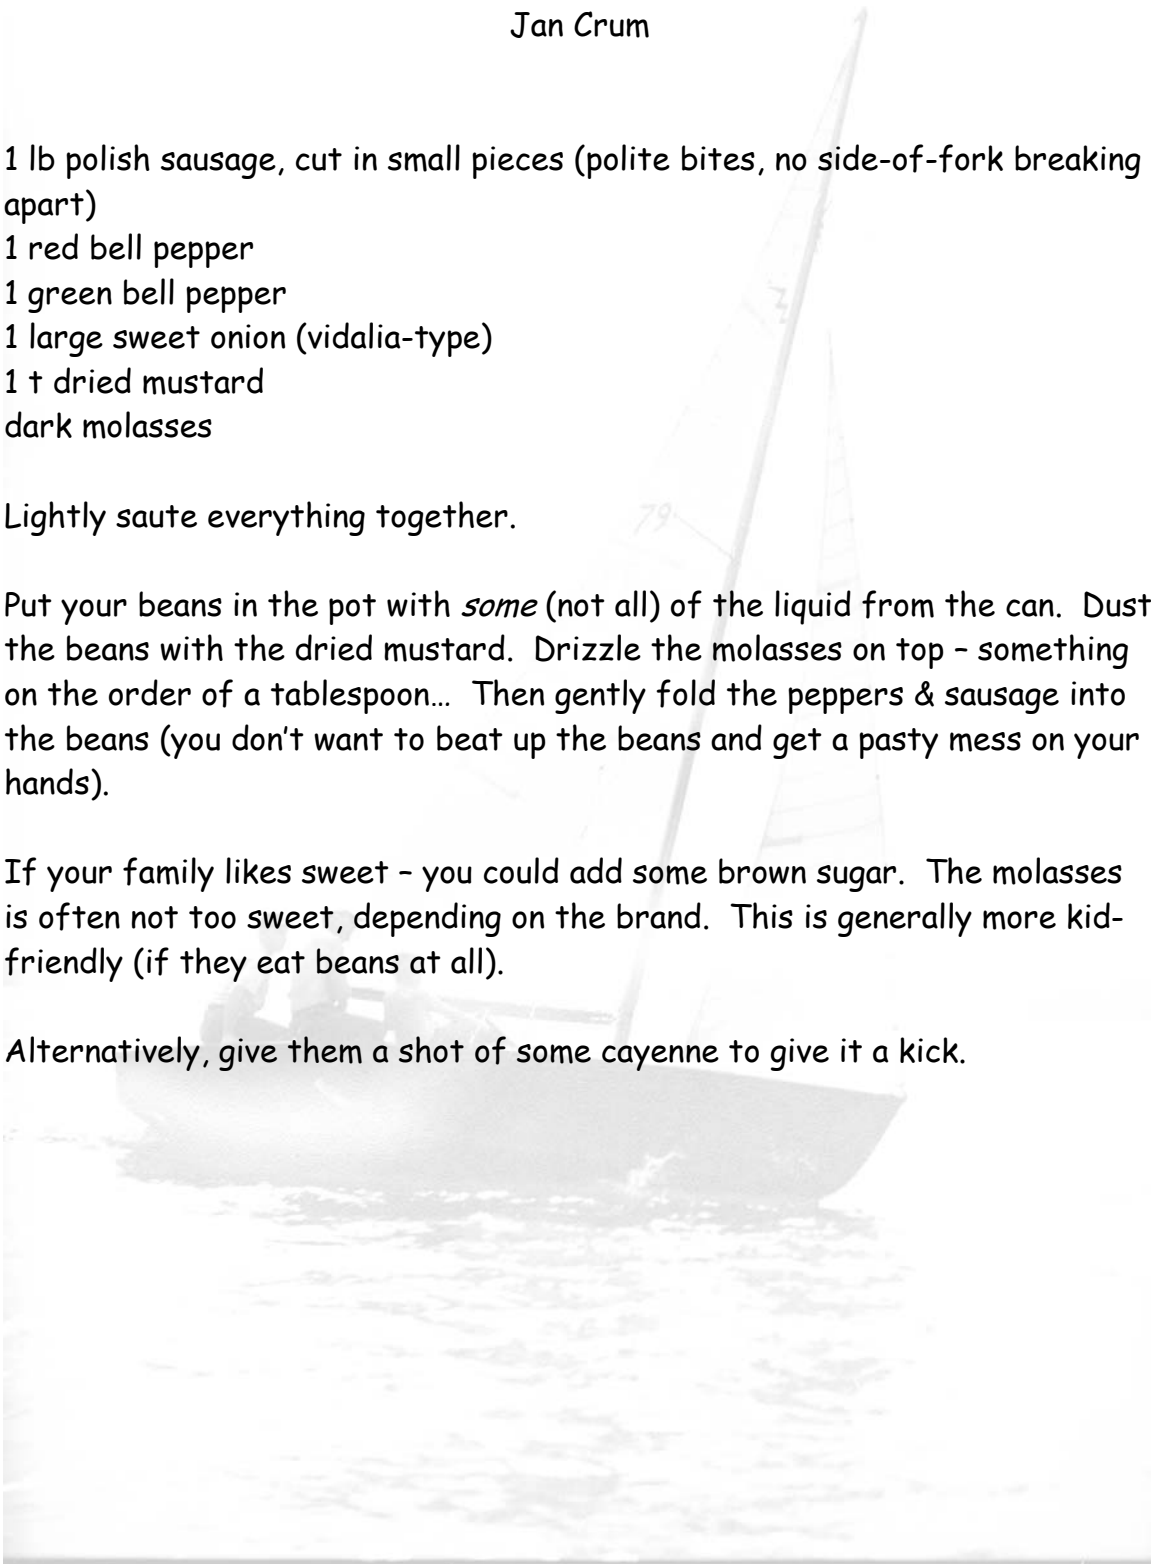 Jan Crum
1 lb polish sausage, cut in small pieces (polite bites, no side-of-fork breaking
apart)
1 red bell pepper
1 green bell pepper
1 large sweet onion (vidalia-type)
1 t dried mustard
dark molasses
Lightly saute everything together.
79
Put your beans in the pot with some (not all) of the liquid from the can. Dust
the beans with the dried mustard. Drizzle the molasses on top – something
on the order of a tablespoon… Then gently fold the peppers & sausage into
the beans (you don't want to beat up the beans and get a pasty mess on your
hands).
If your family likes sweet – you could add some brown sugar. The molasses
is often not too sweet, depending on the brand. This is generally more kid-
friendly (if they eat beans at all).
Alternatively, give them a shot of some cayenne to give it a kick.